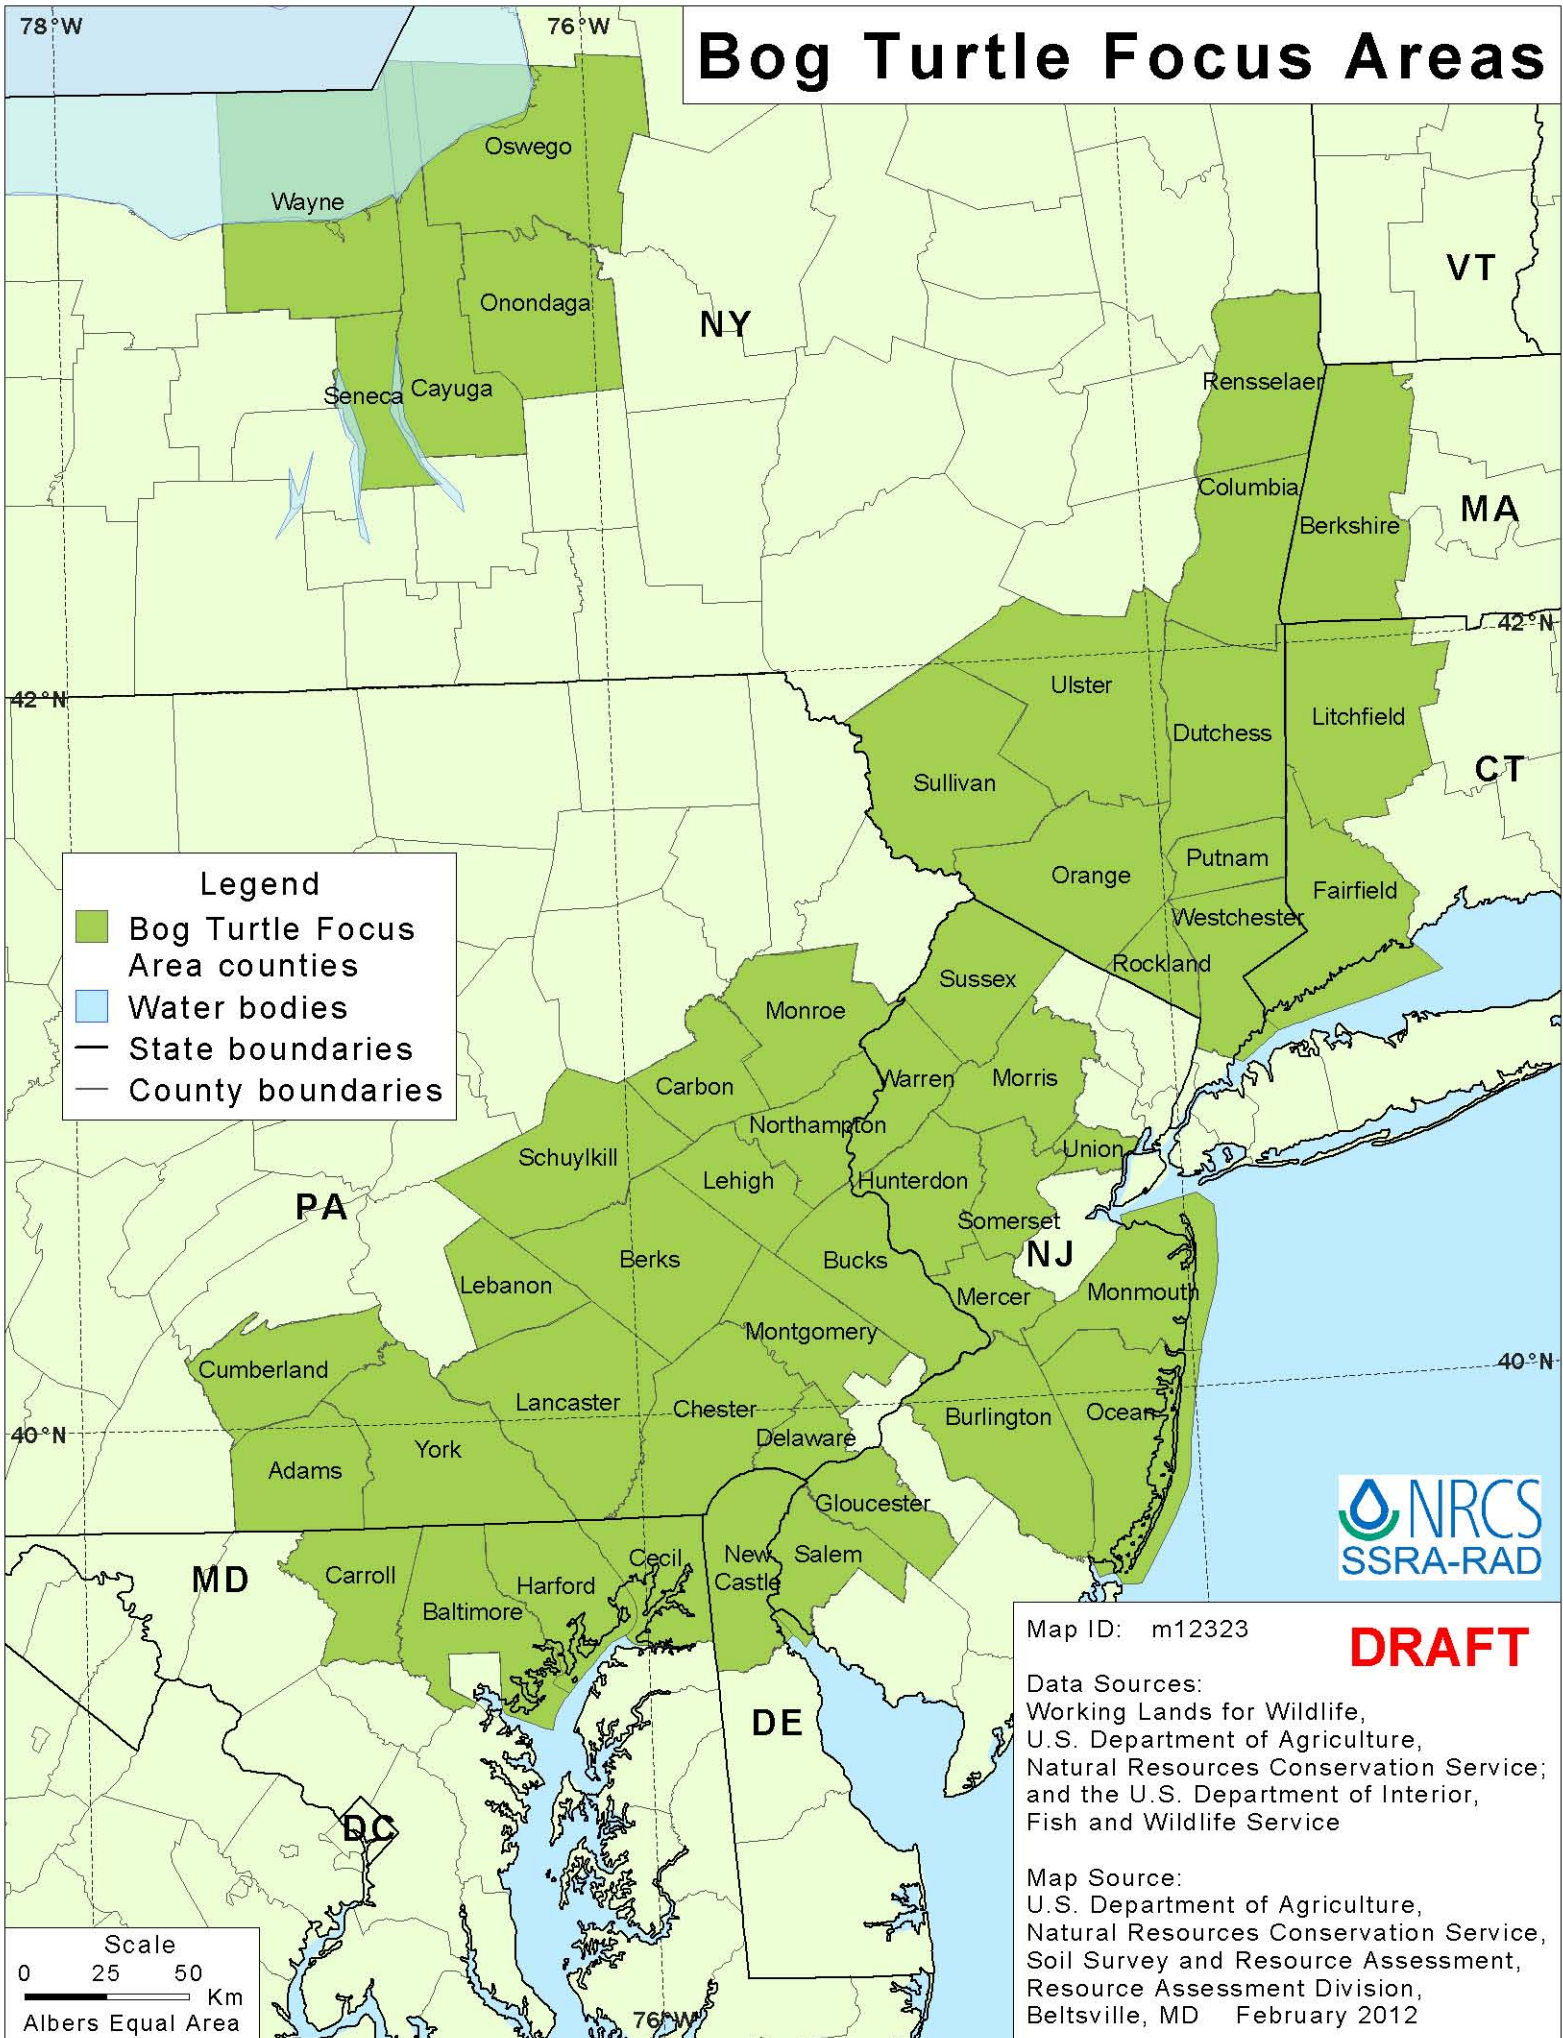 78°W
76°W
Bog Turtle Focus Areas
Oswego
Wayne
Onondaga
NY
VT
Seneca
Cayuga
Rensselaer
Columbia
Berkshire
MA
42°N
42°N
Ulster
Litchfield
Dutchess
CT
Sullivan
Putnam
Orange
Fairfield
Westchester
Rockland
Legend
Bog Turtle Focus
Area counties
Water bodies
State boundaries
County boundaries
Sussex
Monroe
Carbon
Warren
Morris
Northampton
Union
Schuylkill
Lehigh
Hunterdon
PA
Somerset
NJ
Berks
Bucks
Lebanon
Mercer
Monmouth
Montgomery
40°N
Cumberland
Lancaster
Chester
Burlington
Ocean
40°N
York
Delaware
Adams
Gloucester
NRCS
SSRA-RAD
MD
Carroll
Cecil
New
Castle
Salem
Harford
Baltimore
DE
DC
Map ID: m12323
DRAFT
Data Sources:
Working Lands for Wildlife,
U.S. Department of Agriculture,
Natural Resources Conservation Service;
and the U.S. Department of Interior,
Fish and Wildlife Service
Map Source:
U.S. Department of Agriculture,
Natural Resources Conservation Service,
Soil Survey and Resource Assessment,
Resource Assessment Division,
Beltsville, MD February 2012
Scale
0 25 50
Km
Albers Equal Area
76°W